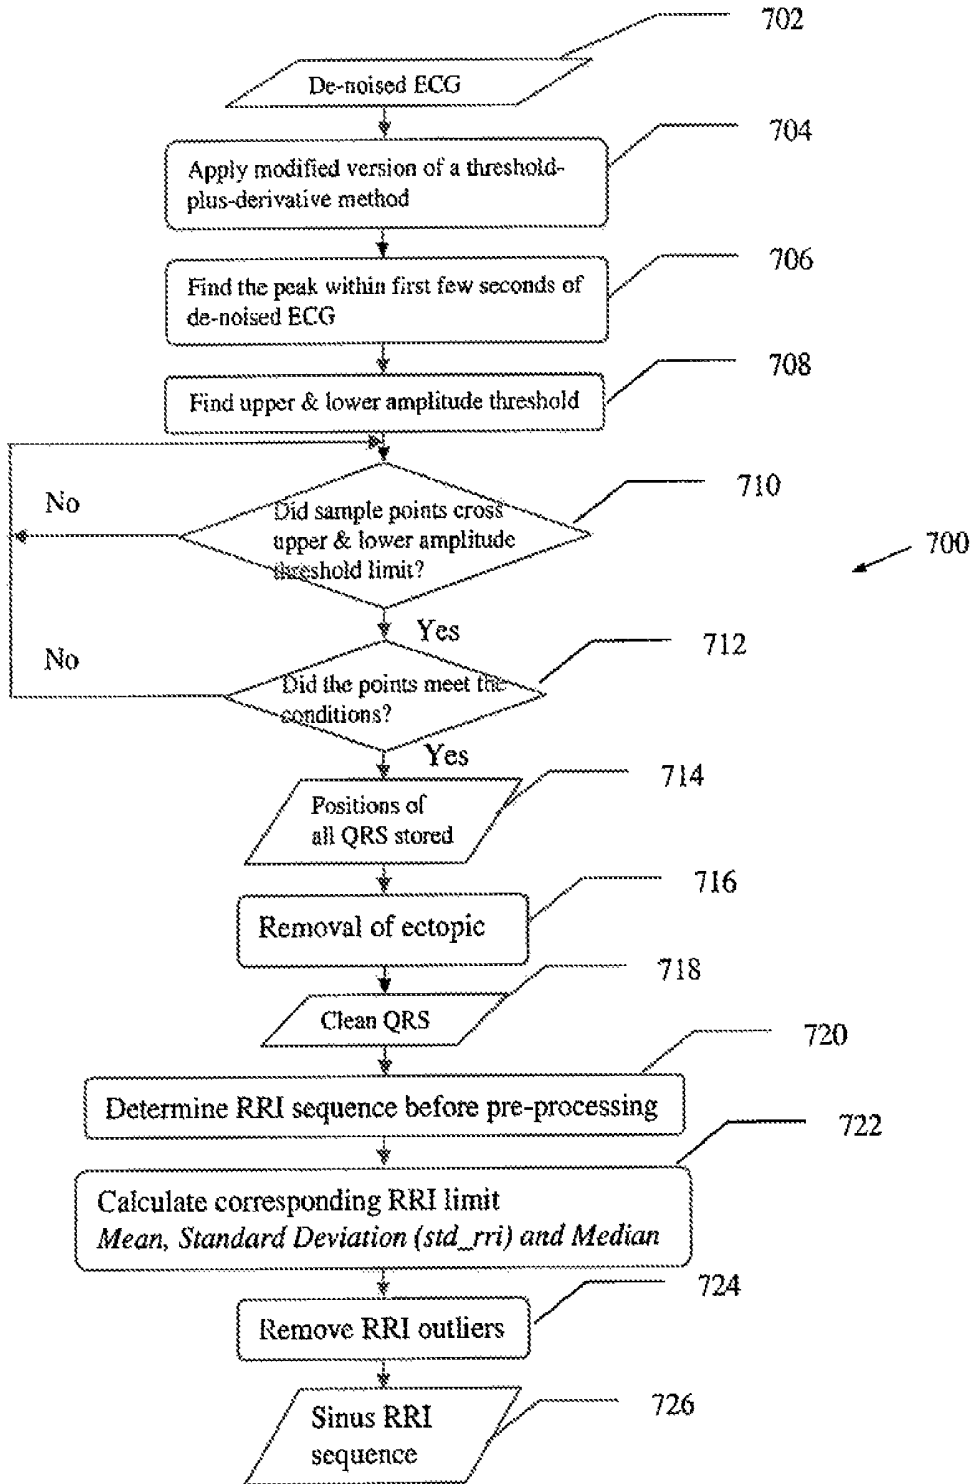 702
De-noised ECG
704
Apply modified version of a threshold-
plus-derivative method
706
Find the peak within first few seconds of
de-noised ECG
708
Find upper & lower amplitude threshold
No
710
Did sample points cross
upper & lower amplitude
threshold limit?
700
Yes
No
712
Did the points meet the
conditions?
Yes
714
Positions of
all QRS stored
716
Removal of ectopic
718
Clean QRS
720
Determine RRI sequence before pre-processing
722
Calculate corresponding RRI limit
Mean, Standard Deviation (std_rri) and Median
724
Remove RRI outliers
726
Sinus RRI
sequence